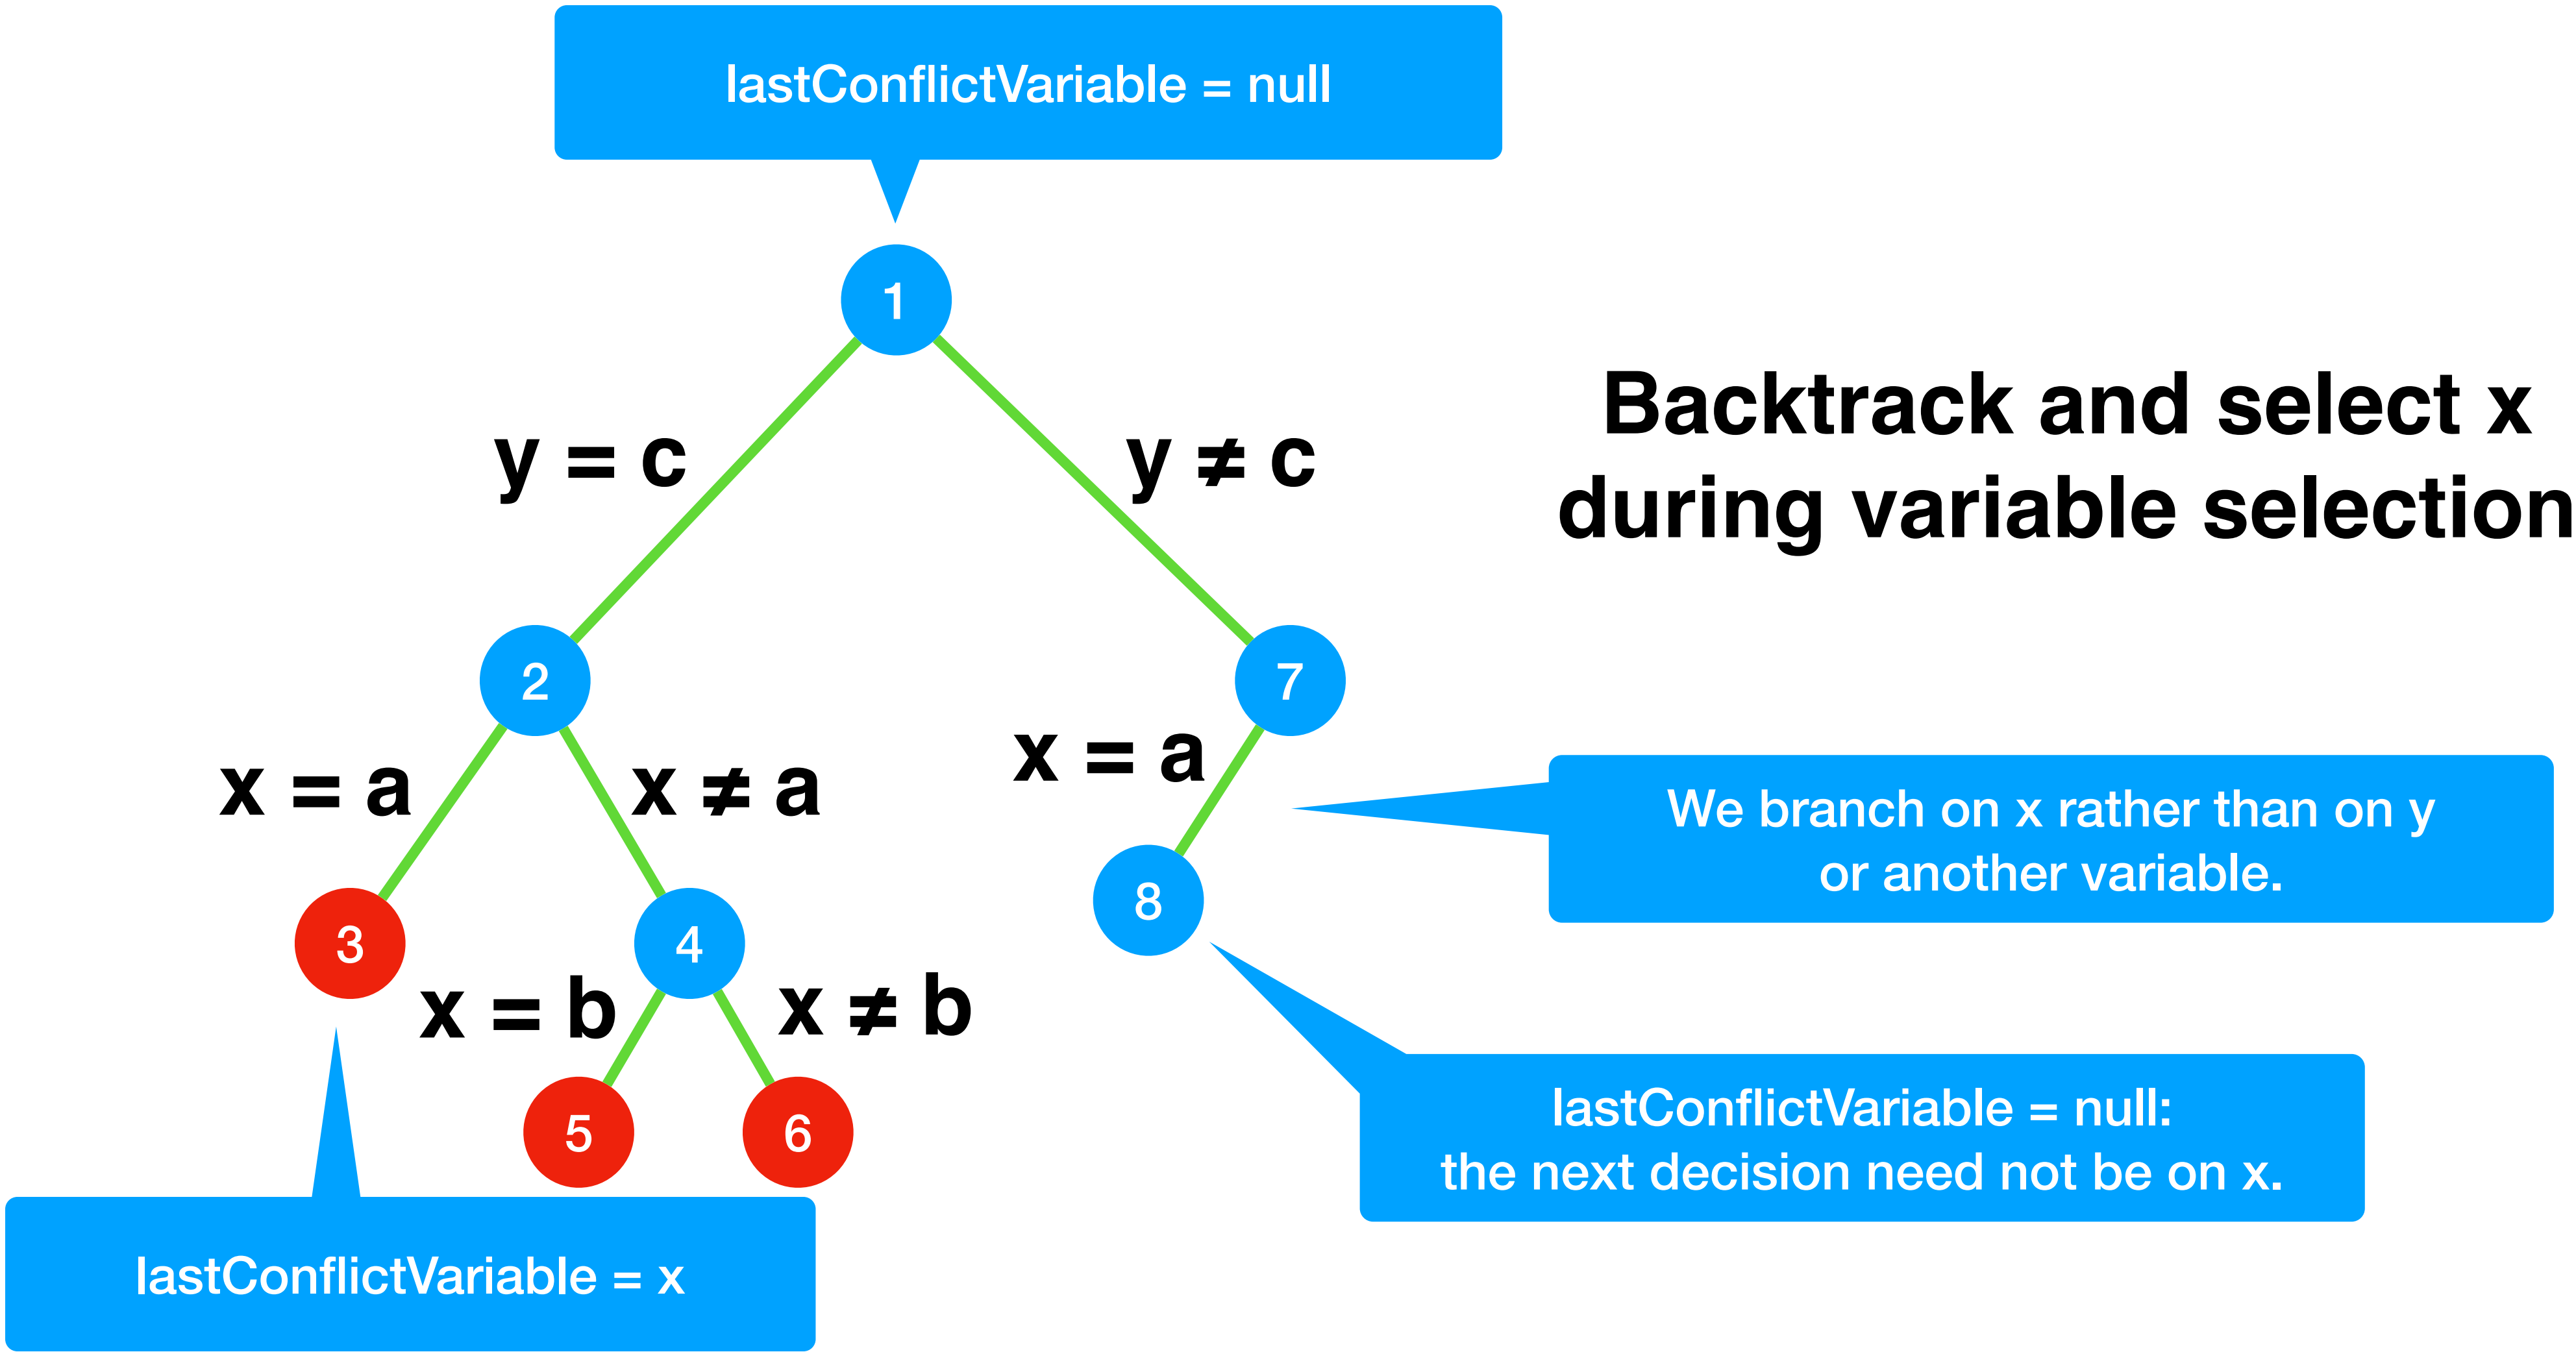 lastConflictVariable = null
1
Backtrack and select x
during variable selection
y = c
y ≠ c
2
7
x = a
x ≠ a
x = a
We branch on x rather than on y
or another variable.
8
3
4
x = b
x ≠ b
5
6
lastConflictVariable = null:
the next decision need not be on x.
lastConflictVariable = x